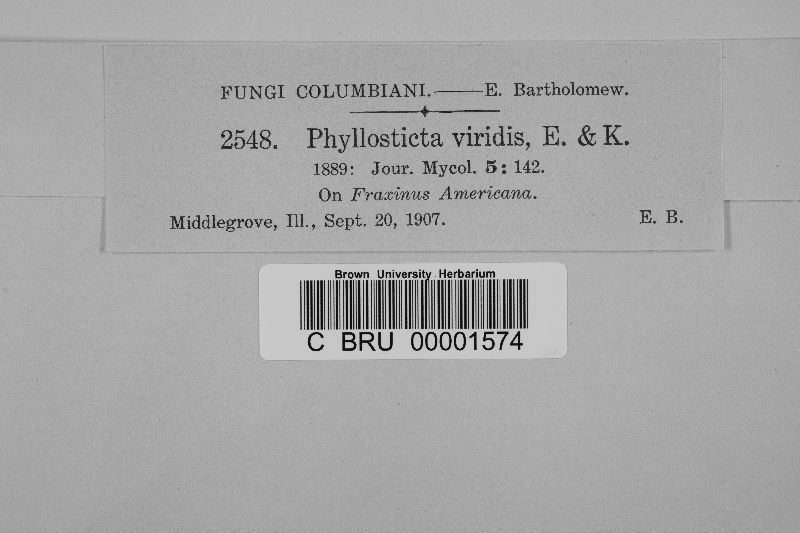 FUNGI COLUMBIANI.——E. Bartholomew.
2548. Phyllosticta viridis, E. & K.
1889: Jour. Mycol. 5: 142.
On Fraxinus Americana.
Middlegrove, Ill., Sept. 20, 1907. E. B.
Brown University Herbarium
C BRU 00001574